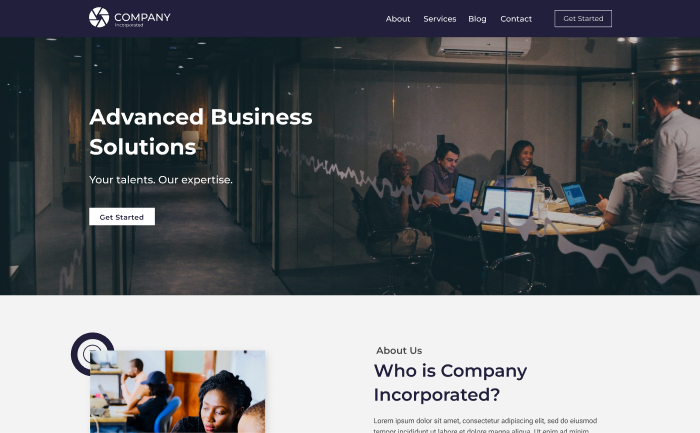 COMPANY
Incorporated
About Services Blog Contact Get Started
Advanced Business
Solutions
Your talents. Our expertise.
Get Started
About Us
Who is Company
Incorporated?
Lorem ipsum dolor sit amet, consectetur adipiscing elit, sed do eiusmod
tempor incididunt ut labore et dolore magna aliqua. Ut enim ad minim